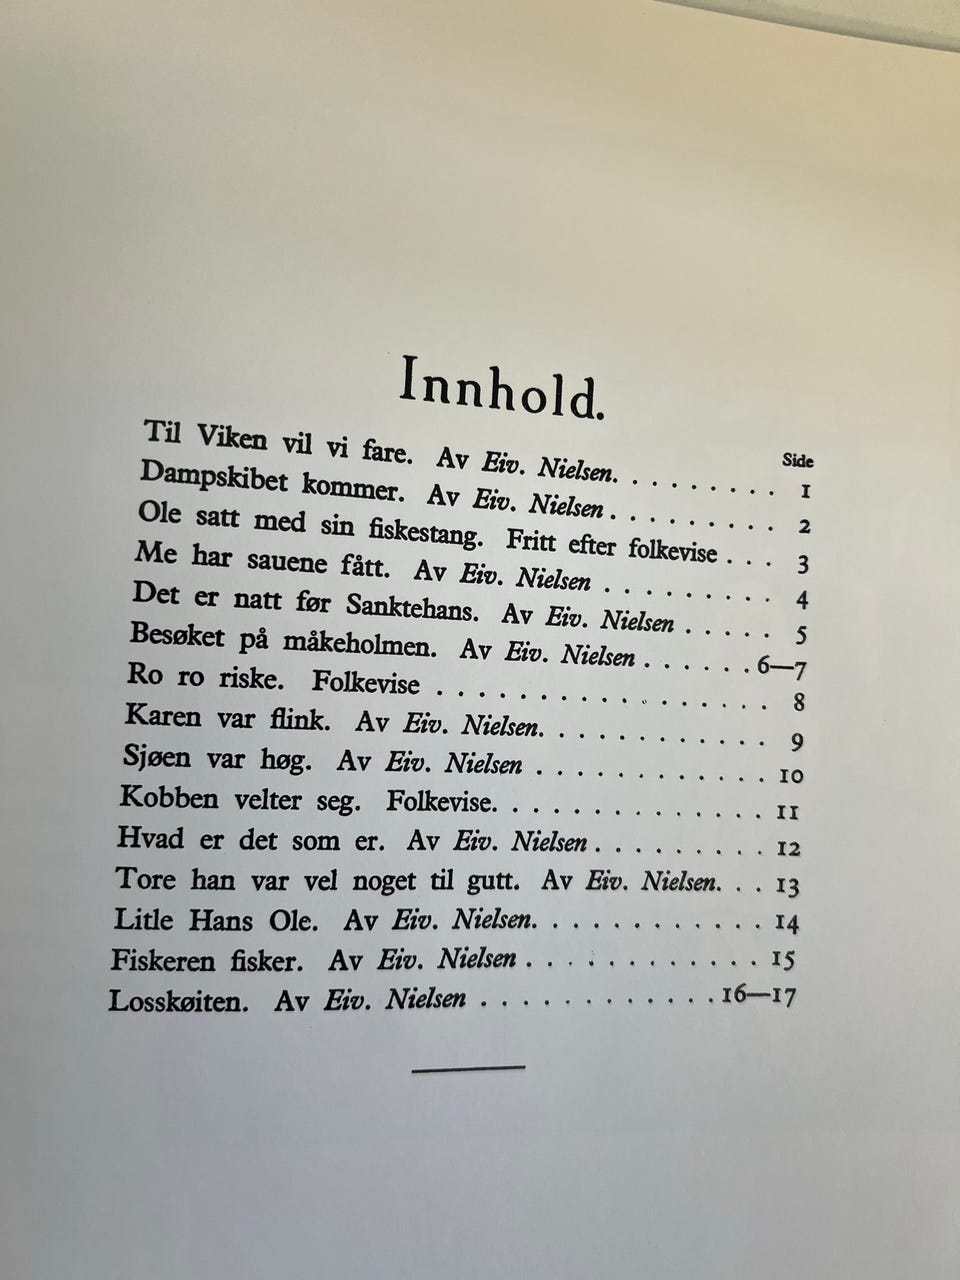 Innhold.
Side
Til Viken vil vi fare. Av Eiv. Nielsen. . . . . . . . . 1
Dampskibet kommer. Av Eiv. Nielsen . . . . . . . . . 2
Ole satt med sin fiskestang. Fritt efter folkevise . . . 3
Me har sauene fått. Av Eiv. Nielsen . . . . . . . . . 4
Det er natt før Sanktehans. Av Eiv. Nielsen . . . . . 5
Besøket på måkeholmen. Av Eiv. Nielsen . . . . . . 6—7
Ro ro riske. Folkevise . . . . . . . . . . . . . . . 8
Karen var flink. Av Eiv. Nielsen. . . . . . . . . . . . 9
Sjøen var høg. Av Eiv. Nielsen . . . . . . . . . . . . 10
Kobben velter seg. Folkevise. . . . . . . . . . . . . 11
Hvad er det som er. Av Eiv. Nielsen . . . . . . . . . 12
Tore han var vel noget til gutt. Av Eiv. Nielsen. . . 13
Litle Hans Ole. Av Eiv. Nielsen. . . . . . . . . . . . 14
Fiskeren fisker. Av Eiv. Nielsen . . . . . . . . . . . . 15
Losskøiten. Av Eiv. Nielsen . . . . . . . . . . . . 16—17